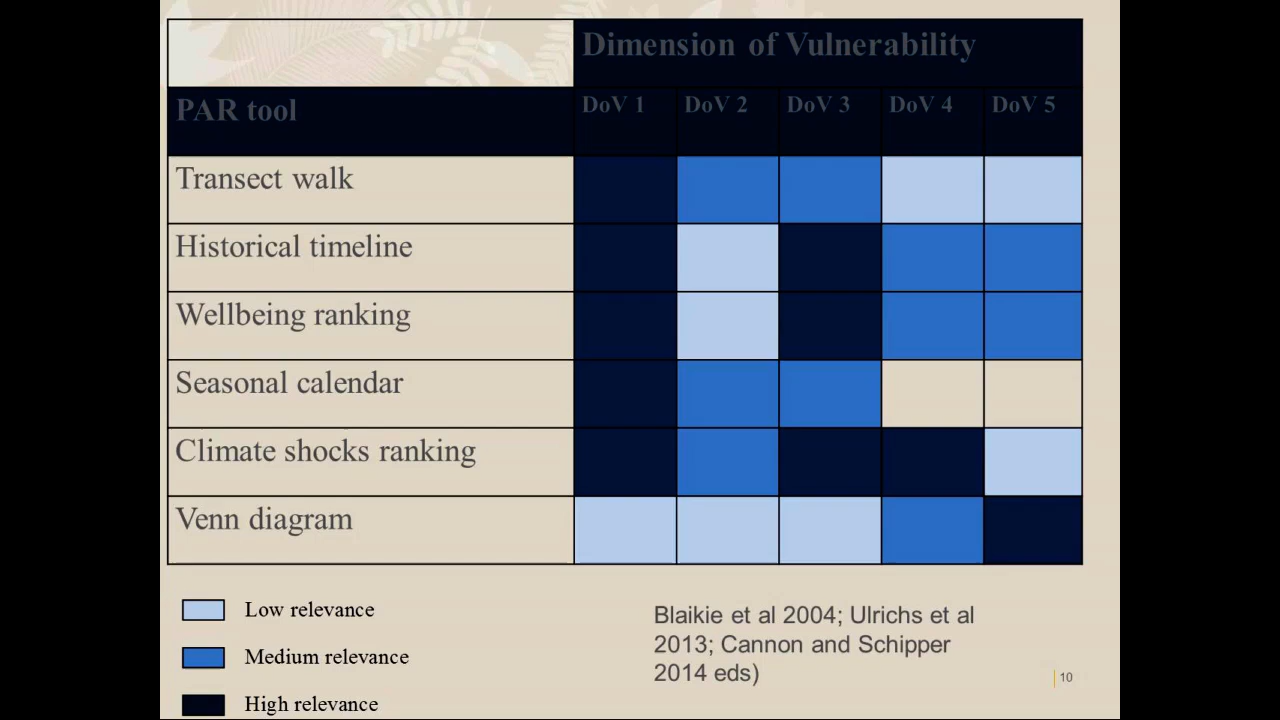 Dimension of Vulnerability
PAR tool DoV 1 DoV 2 DoV 3 DoV 4 DoV 5
Transect walk
Historical timeline
Wellbeing ranking
Seasonal calendar
Climate shocks ranking
Venn diagram
Low relevance
Medium relevance
High relevance
Blaikie et al 2004; Ulrichs et al
2013; Cannon and Schipper
2014 eds)
10